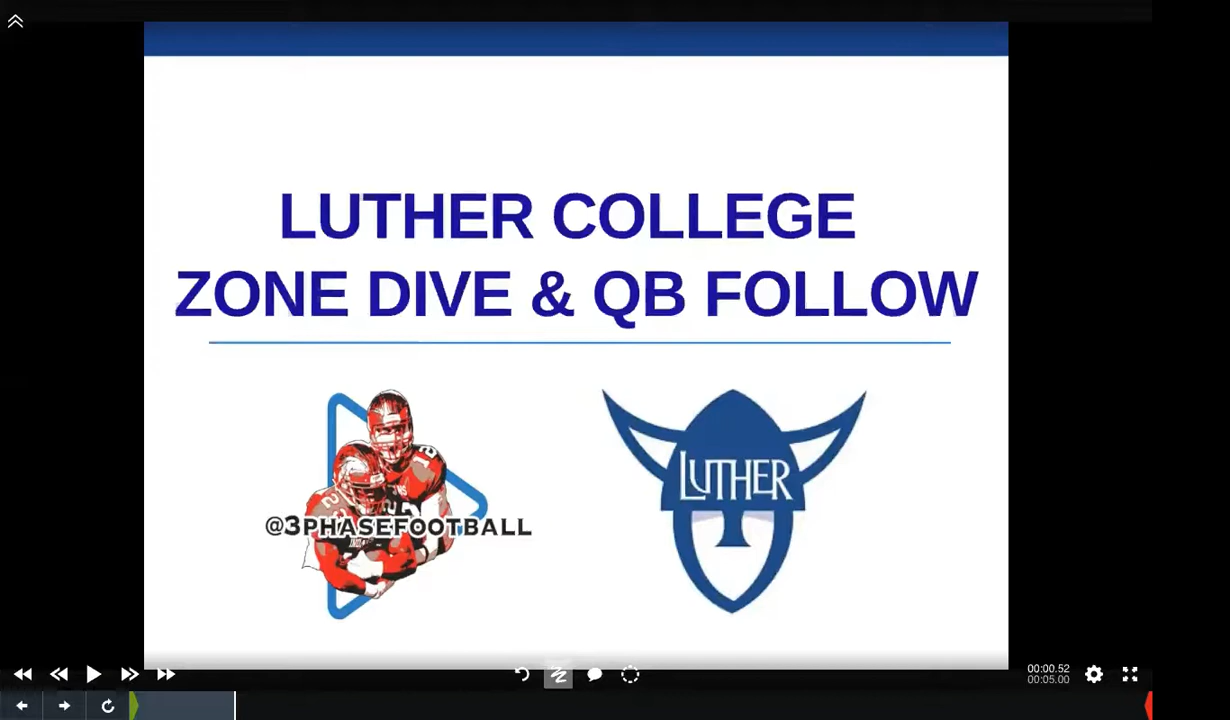 LUTHER COLLEGE
ZONE DIVE & QB FOLLOW
@3PHASEFOOTBALL
LUTHER
00:00.52
00:05.00